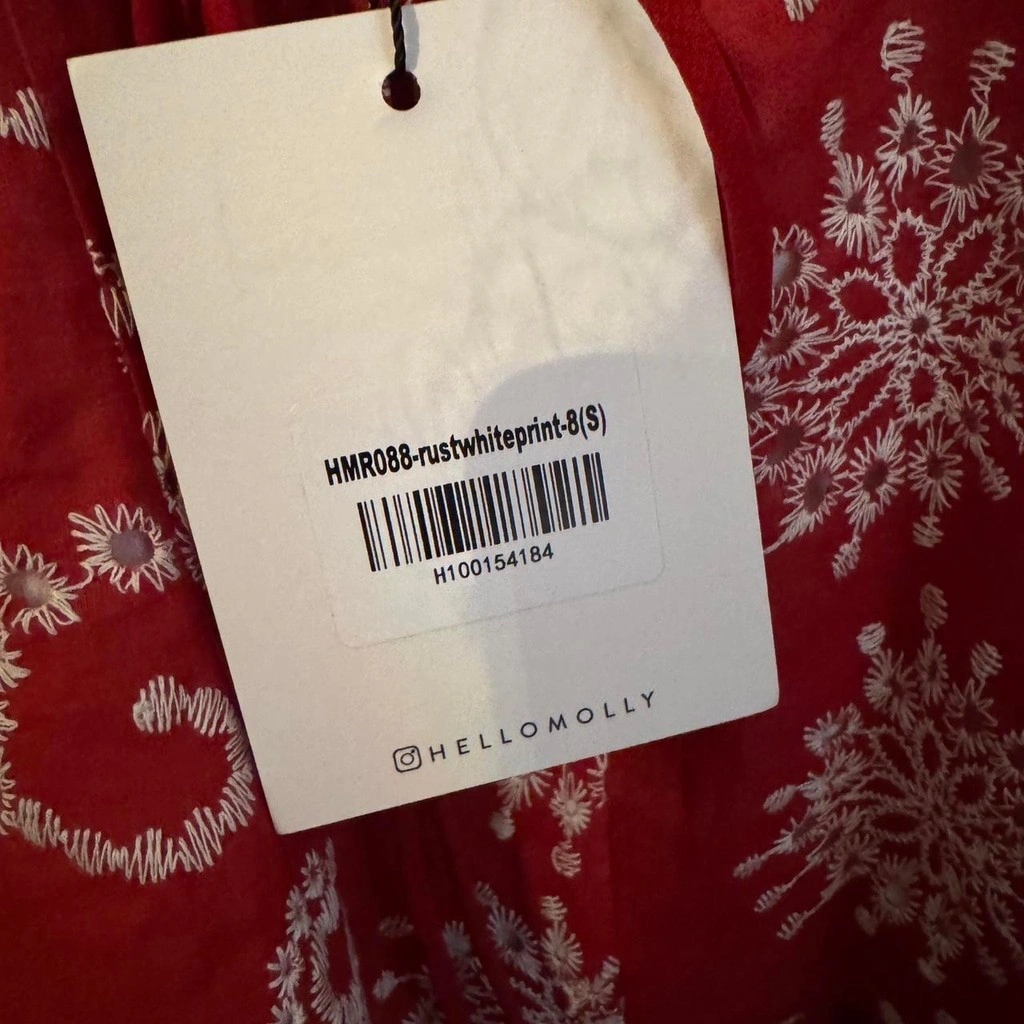 HMR088-rustwhiteprint-8(S)
H100154184
HELLOMOLLY